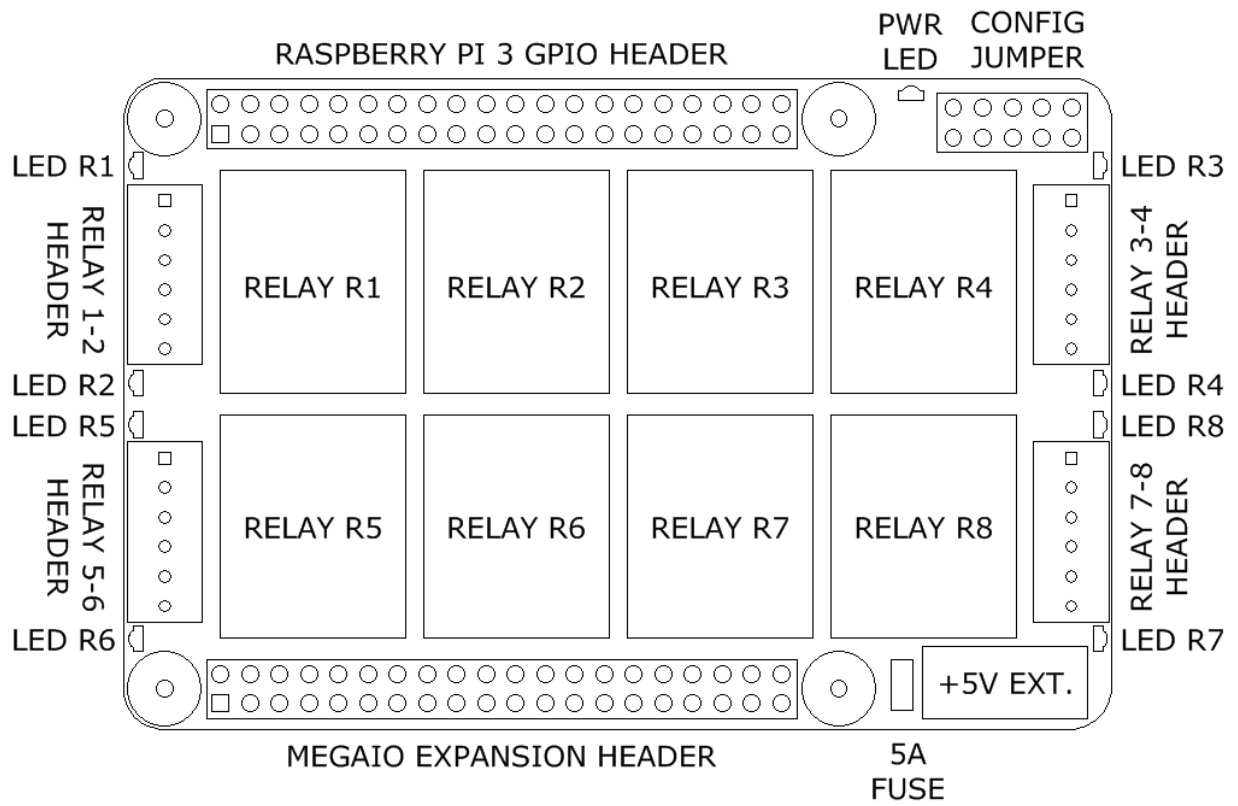 PWR
LED
CONFIG
JUMPER
RASPBERRY PI 3 GPIO HEADER
LED R1
LED R3
RELAY 1-2
HEADER
RELAY R1
RELAY R2
RELAY R3
RELAY R4
RELAY 3-4
HEADER
LED R2
LED R4
LED R5
LED R8
RELAY 5-6
HEADER
RELAY R5
RELAY R6
RELAY R7
RELAY R8
RELAY 7-8
HEADER
LED R6
LED R7
+5V EXT.
MEGAIO EXPANSION HEADER
5A
FUSE